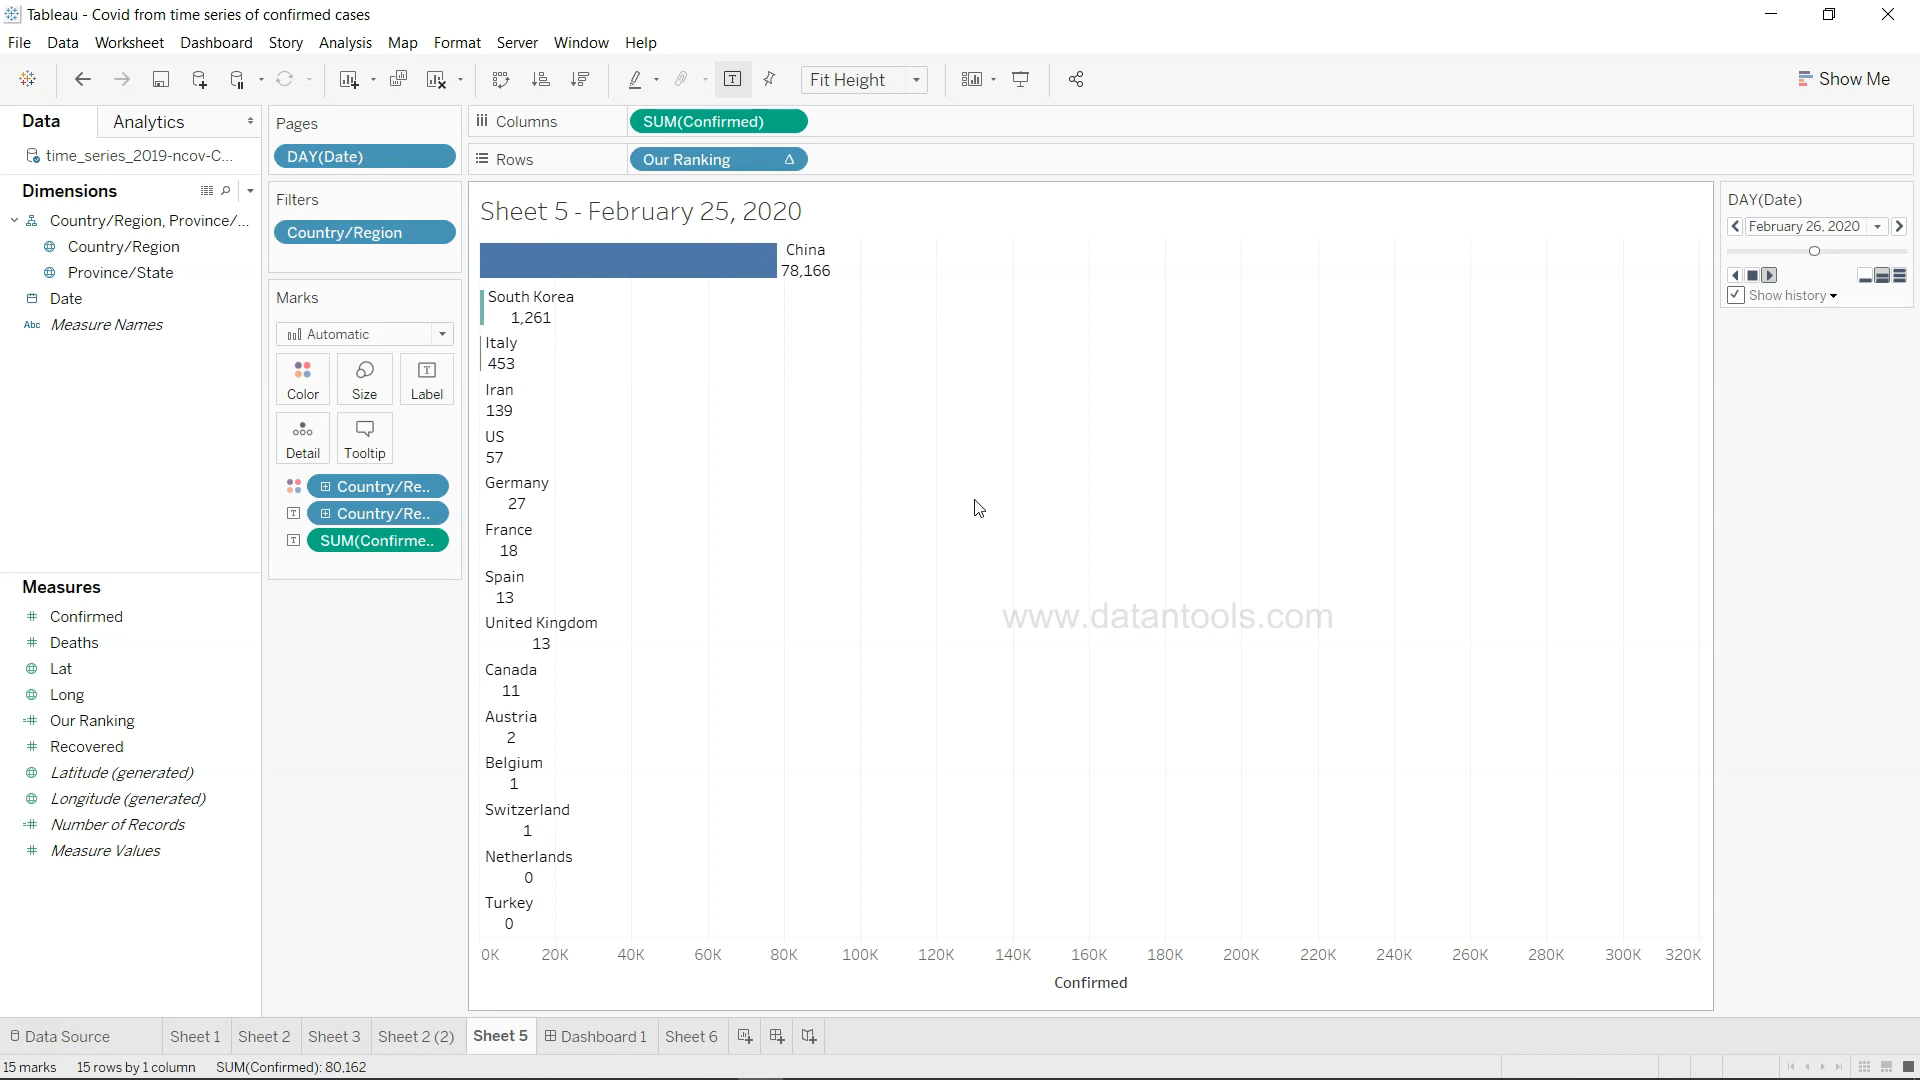 Tableau - Covid from time series of confirmed cases
File Data Worksheet Dashboard Story Analysis Map Format Server Window Help
Fit Height
Show Me
Data Analytics
time_series_2019-ncov-C...
Dimensions
Country/Region, Province/...
Country/Region
Province/State
Date
Abc Measure Names
Measures
Confirmed
Deaths
Lat
Long
Our Ranking
Recovered
Latitude (generated)
Longitude (generated)
Number of Records
Measure Values
Pages
DAY(Date)
Filters
Country/Region
Marks
Automatic
Color Size Label
Detail Tooltip
Country/Re..
Country/Re..
SUM(Confirme..
Columns SUM(Confirmed)
Rows Our Ranking
Sheet 5 - February 25, 2020
China
78,166
South Korea
1,261
Italy
453
Iran
139
US
57
Germany
27
France
18
Spain
13
United Kingdom
13
Canada
11
Austria
2
Belgium
1
Switzerland
1
Netherlands
0
Turkey
0
0K 20K 40K 60K 80K 100K 120K 140K 160K 180K 200K 220K 240K 260K 280K 300K 320K
Confirmed
www.datantools.com
DAY(Date)
February 26, 2020
Show history
Data Source Sheet 1 Sheet 2 Sheet 3 Sheet 2 (2) Sheet 5 Dashboard 1 Sheet 6
15 marks 15 rows by 1 column SUM(Confirmed): 80,162